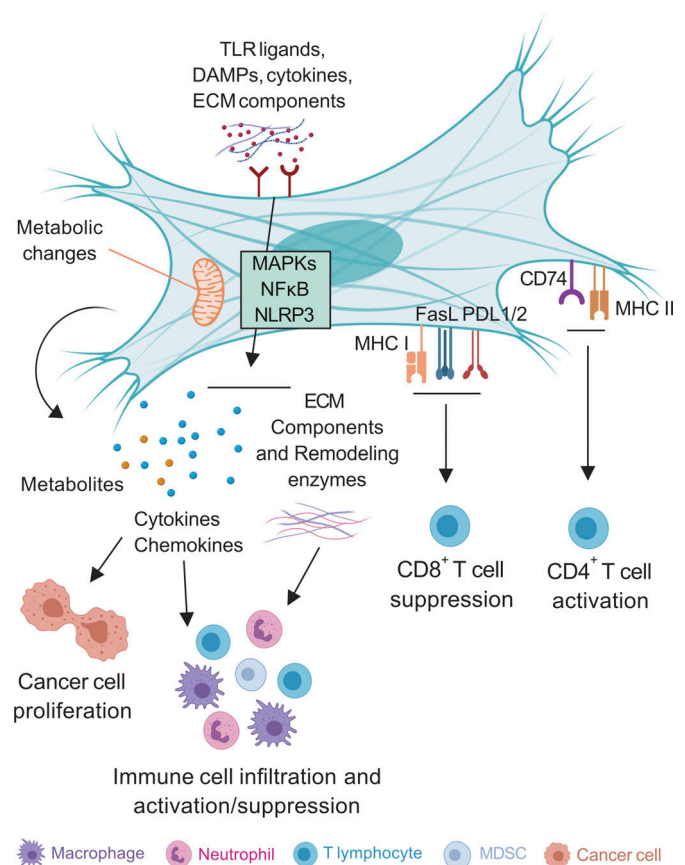 TLR ligands,
DAMPs, cytokines,
ECM components
Metabolic
changes
MAPKs
NFκB
NLRP3
CD74
MHC II
FasL PDL1/2
MHC I
ECM
Components
and Remodeling
enzymes
Metabolites
Cytokines
Chemokines
CD8⁺ T cell
suppression
CD4⁺ T cell
activation
Cancer cell
proliferation
Immune cell infiltration and
activation/suppression
Macrophage
Neutrophil
T lymphocyte
MDSC
Cancer cell